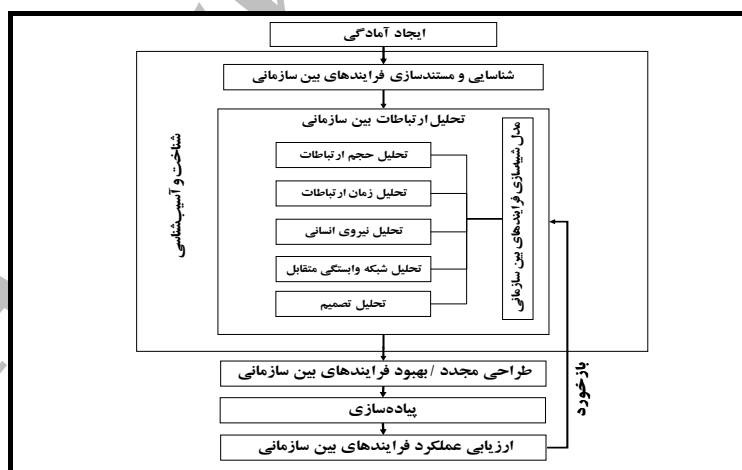 ایجاد آمادگی
شناسایی و مستندسازی فرایندهای بین سازمانی
شناخت و آسیب‌شناسی
تحلیل ارتباطات بین سازمانی
مدل شبیه‌سازی فرایندهای بین سازمانی
تحلیل حجم ارتباطات
تحلیل زمان ارتباطات
تحلیل نیروی انسانی
تحلیل شبکه وابستگی متقابل
تحلیل تصمیم
طراحی مجدد / بهبود فرایندهای بین سازمانی
پیاده‌سازی
ارزیابی عملکرد فرایندهای بین سازمانی
بازخورد